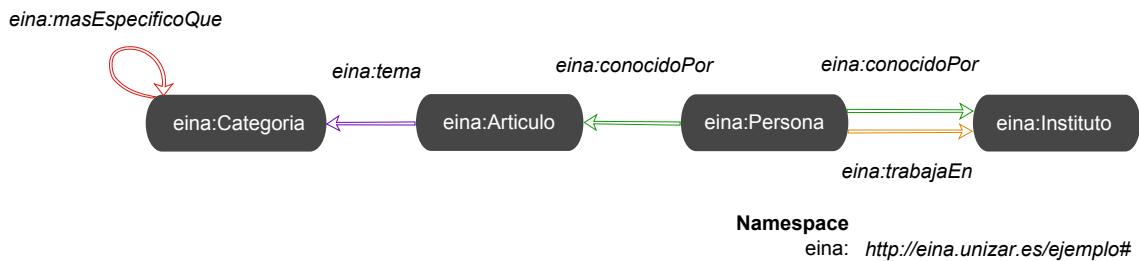 eina:masEspecificoQue
eina:tema
eina:conocidoPor
eina:conocidoPor
eina:Categoria
eina:Articulo
eina:Persona
eina:Instituto
eina:trabajaEn
Namespace
eina: http://eina.unizar.es/ejemplo#